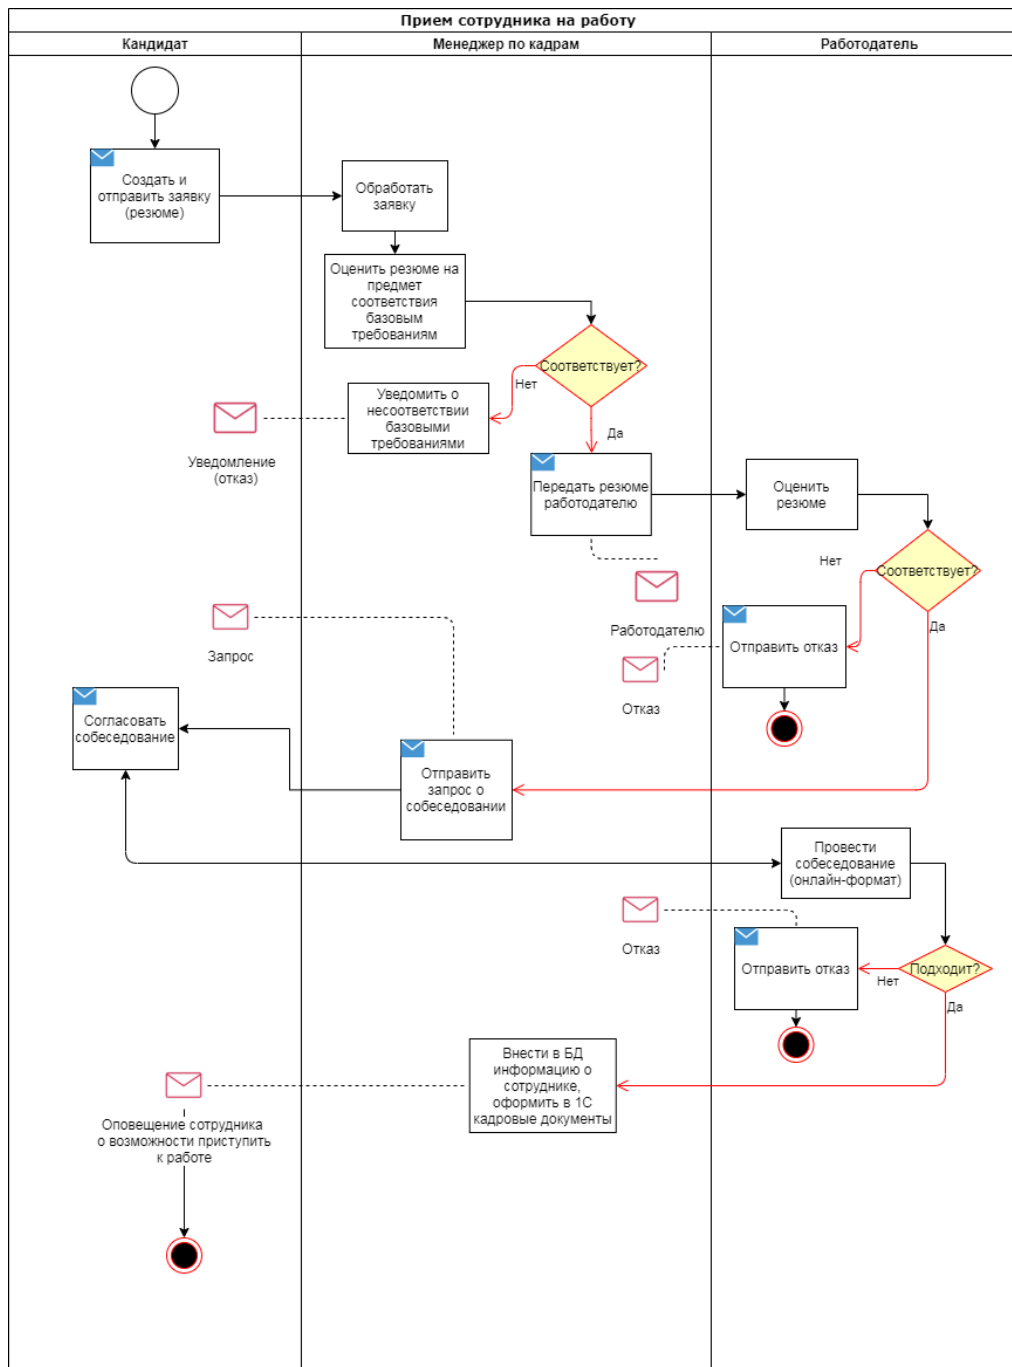 Прием сотрудника на работу
Кандидат
Менеджер по кадрам
Работодатель
Создать и
отправить заявку
(резюме)
Обработать
заявку
Оценить резюме на
предмет
соответствия
базовым
требованиям
Соответствует?
Нет
Да
Уведомить о
несоответствии
базовыми
требованиями
Уведомление
(отказ)
Передать резюме
работодателю
Оценить
резюме
Соответствует?
Нет
Да
Работодателю
Отправить отказ
Отказ
Запрос
Согласовать
собеседование
Отправить
запрос о
собеседовании
Провести
собеседование
(онлайн-формат)
Отказ
Отправить отказ
Подходит?
Нет
Да
Внести в БД
информацию о
сотруднике,
оформить в 1С
кадровые документы
Оповещение сотрудника
о возможности приступить
к работе